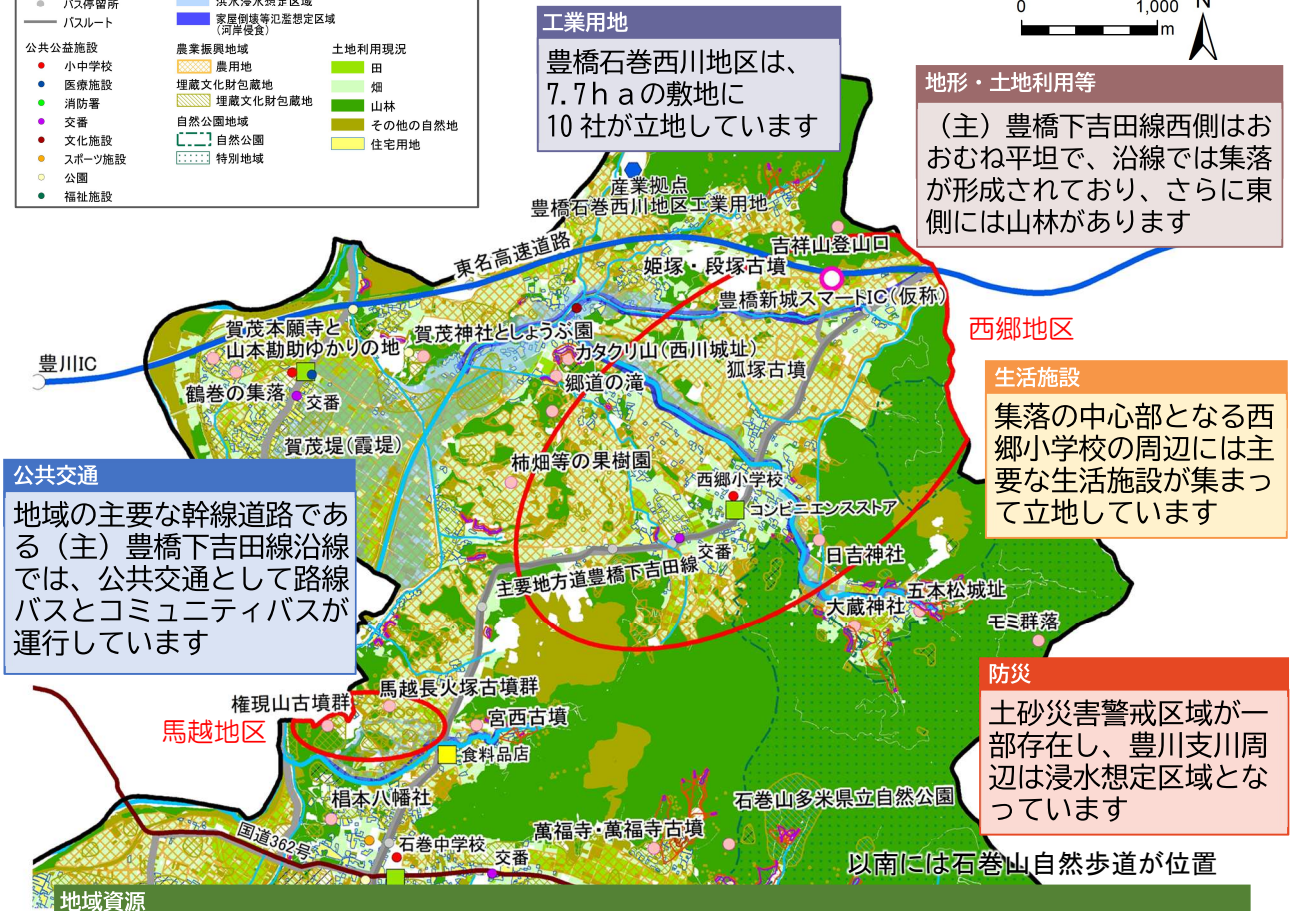 バス停留所
洪水浸水想定区域
バスルート
家屋倒壊等氾濫想定区域
（河岸侵食）
公共公益施設
小中学校
医療施設
消防署
交番
文化施設
スポーツ施設
公園
福祉施設
農業振興地域
農用地
埋蔵文化財包蔵地
埋蔵文化財包蔵地
自然公園地域
自然公園
特別地域
土地利用現況
田
畑
山林
その他の自然地
住宅用地
工業用地
豊橋石巻西川地区は、
7.7haの敷地に
10社が立地しています
0 1,000
m
N
地形・土地利用等
（主）豊橋下吉田線西側はお
おむね平坦で、沿線では集落
が形成されており、さらに東
側には山林があります
産業拠点
豊橋石巻西川地区工業用地
東名高速道路
吉祥山登山口
姫塚・段塚古墳
豊橋新城スマートIC（仮称）
西郷地区
賀茂本願寺と
山本勘助ゆかりの地
賀茂神社としょうぶ園
カタクリ山（西川城址）
狐塚古墳
豊川IC
郷道の滝
鶴巻の集落
交番
賀茂堤（霞堤）
生活施設
集落の中心部となる西
郷小学校の周辺には主
要な生活施設が集まっ
て立地しています
公共交通
地域の主要な幹線道路であ
る（主）豊橋下吉田線沿線
では、公共交通として路線
バスとコミュニティバスが
運行しています
柿畑等の果樹園
西郷小学校
コンビニエンスストア
交番
日吉神社
主要地方道豊橋下吉田線
大蔵神社
五本松城址
モミ群落
防災
土砂災害警戒区域が一
部存在し、豊川支川周
辺は浸水想定区域とな
っています
権現山古墳群
馬越長火塚古墳群
馬越地区
宮西古墳
食料品店
椙本八幡社
石巻山多米県立自然公園
国道362号
石巻中学校
萬福寺・萬福寺古墳
交番
以南には石巻山自然歩道が位置
地域資源